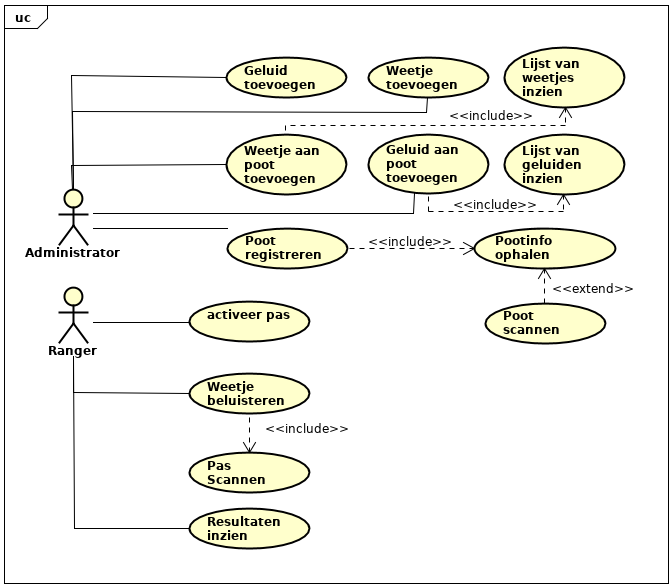 uc
Geluid
toevoegen
Weetje
toevoegen
Lijst van
weetjes
inzien
<<include>>
Weetje aan
poot
toevoegen
Geluid aan
poot
toevoegen
Lijst van
geluiden
inzien
<<include>>
Administrator
Poot
registreren
<<include>>
Pootinfo
ophalen
<<extend>>
Poot
scannen
Ranger
activeer pas
Weetje
beluisteren
<<include>>
Pas
Scannen
Resultaten
inzien